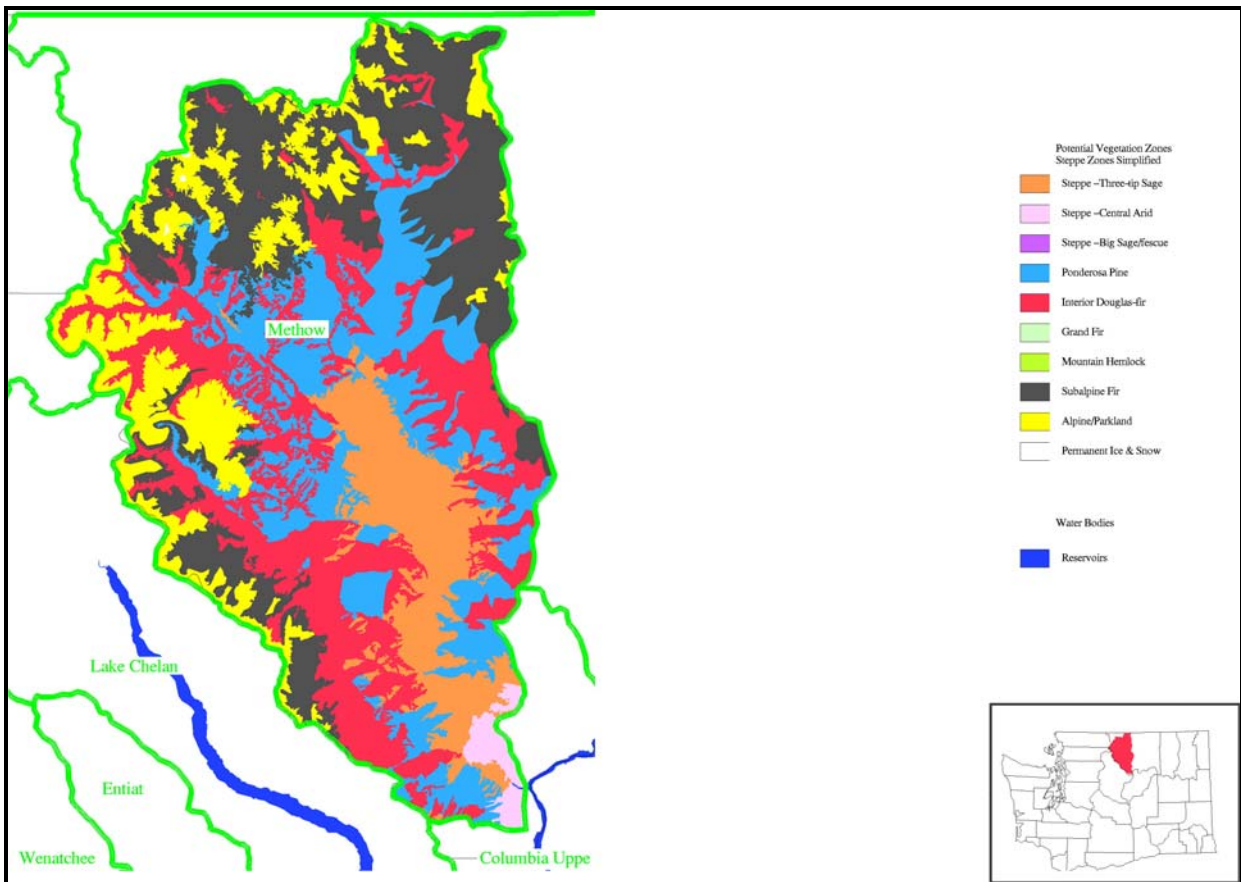 Methow
Lake Chelan
Entiat
Wenatchee
Columbia Uppe
Potential Vegetation Zones
Steppe Zones Simplified
Steppe –Three-tip Sage
Steppe –Central Arid
Steppe –Big Sage/fescue
Ponderosa Pine
Interior Douglas-fir
Grand Fir
Mountain Hemlock
Subalpine Fir
Alpine/Parkland
Permanent Ice & Snow
Water Bodies
Reservoirs